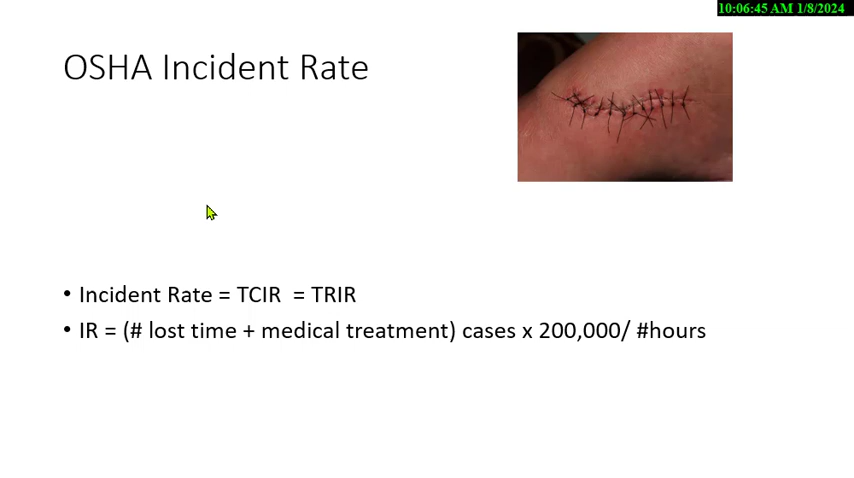 10:06:45 AM 1/8/2024
OSHA Incident Rate
• Incident Rate = TCIR = TRIR
• IR = (# lost time + medical treatment) cases x 200,000/ #hours